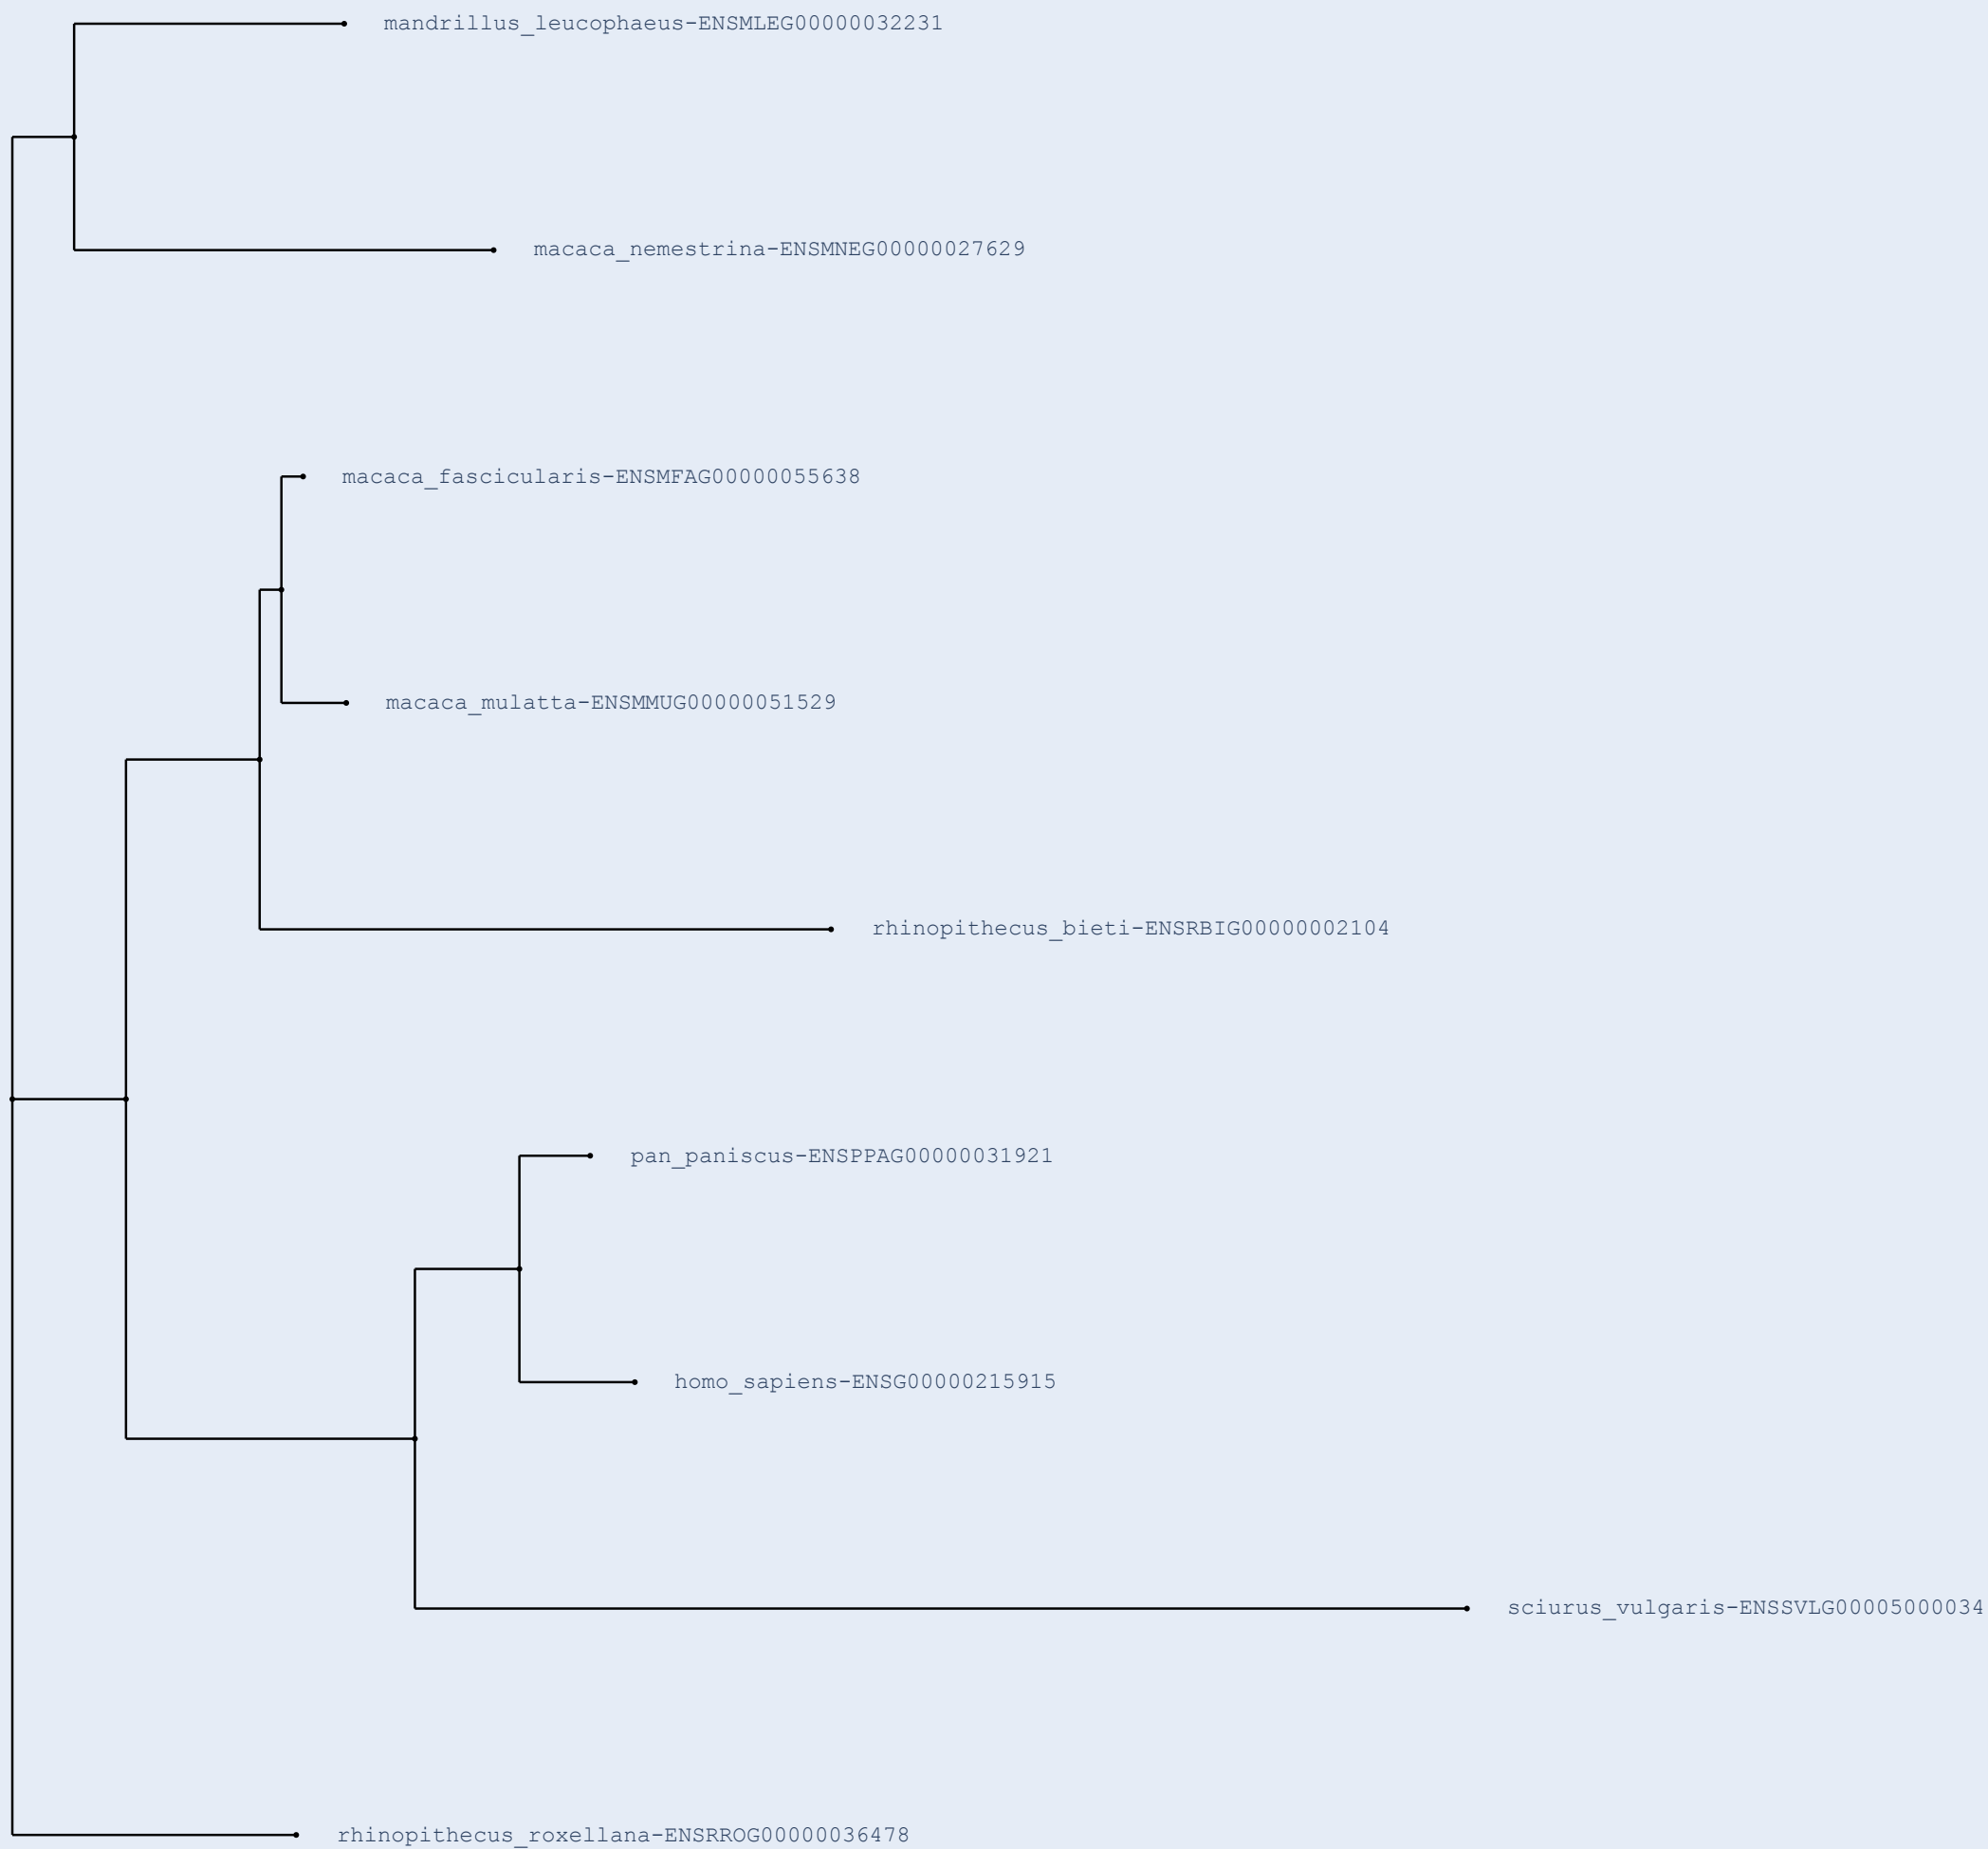 mandrillus_leucophaeus-ENSMLEG00000032231
macaca_nemestrina-ENSMNEG00000027629
macaca_fascicularis-ENSMFAG00000055638
macaca_mulatta-ENSMMUG00000051529
rhinopithecus_bieti-ENSRBIG00000002104
pan_paniscus-ENSPPAG00000031921
homo_sapiens-ENSG00000215915
sciurus_vulgaris-ENSSVLG00005000034
rhinopithecus_roxellana-ENSRROG00000036478